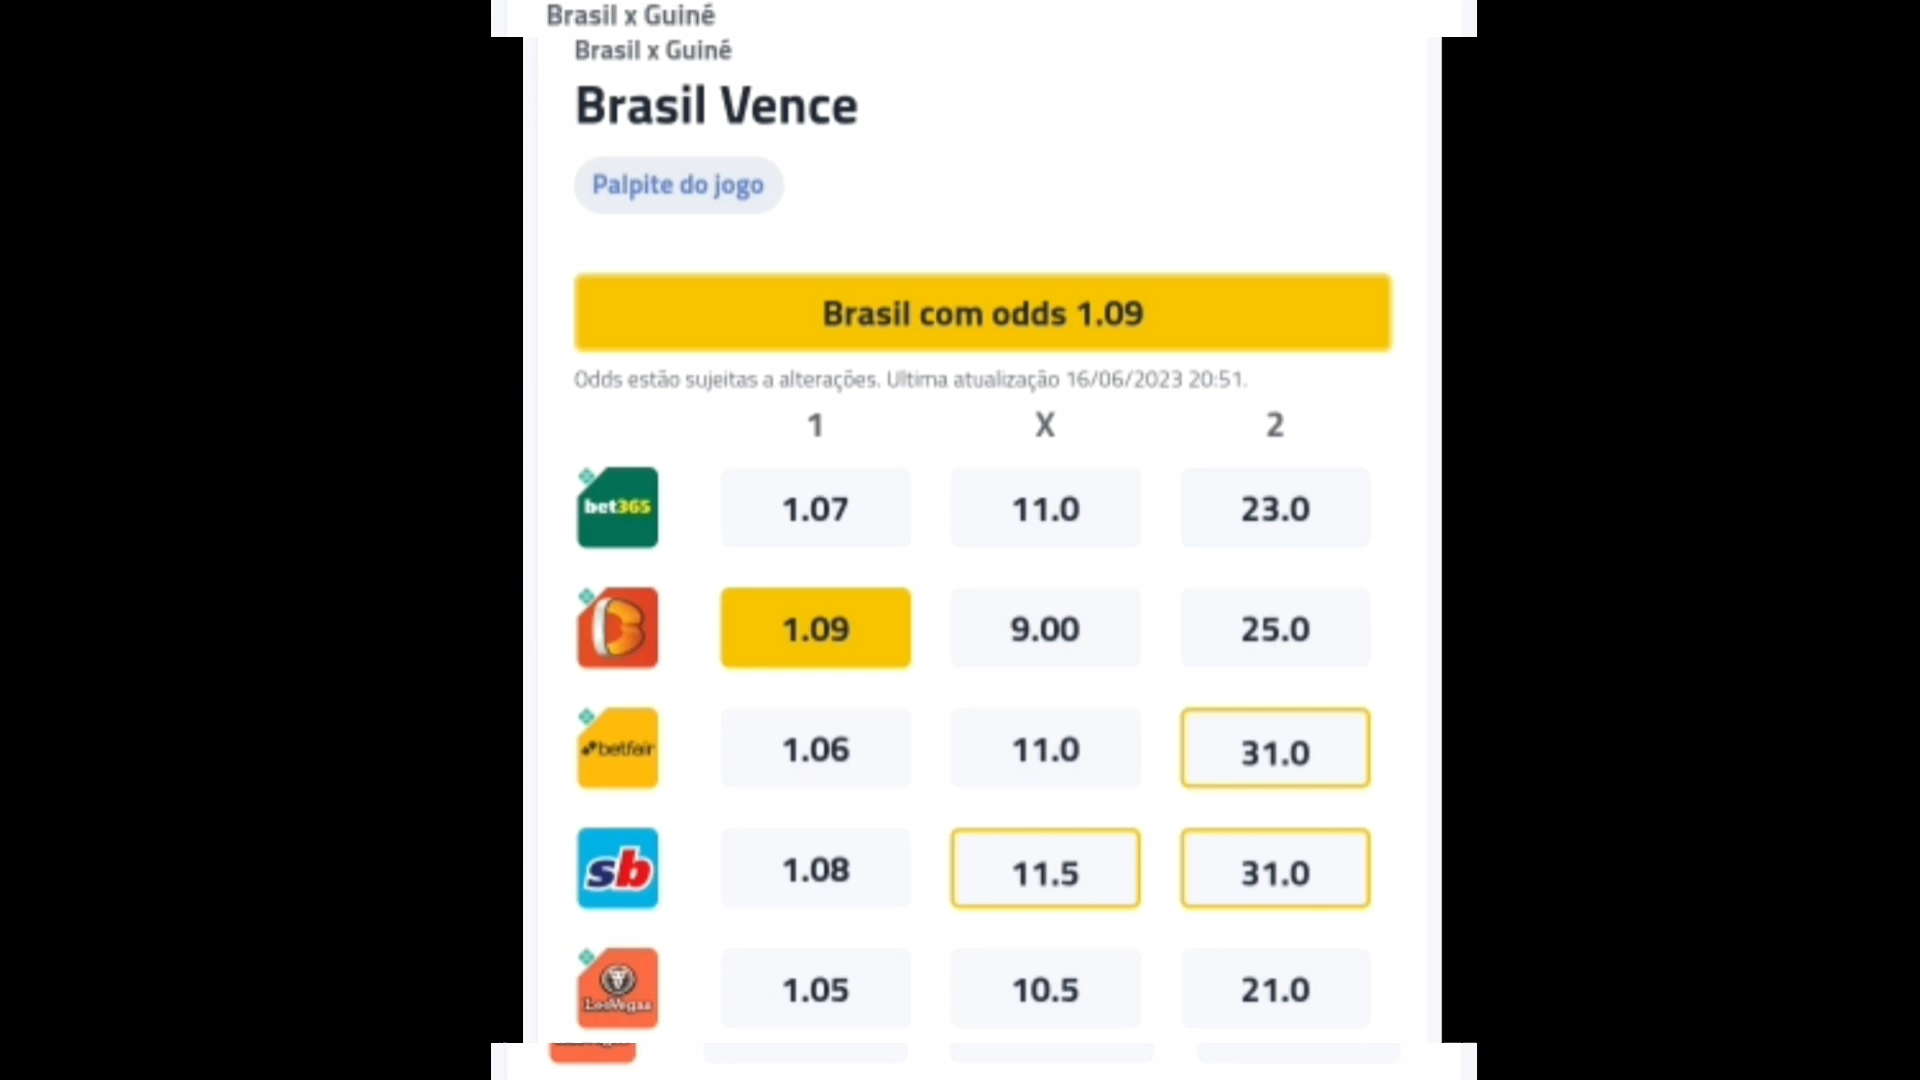 Brasil x Guiné
Brasil x Guiné
Brasil Vence
Palpite do jogo
Brasil com odds 1.09
Odds estão sujeitas a alterações. Ultima atualização 16/06/2023 20:51.
1 X 2
bet365 1.07 11.0 23.0
B 1.09 9.00 25.0
betfair 1.06 11.0 31.0
sb 1.08 11.5 31.0
LeoVegas 1.05 10.5 21.0